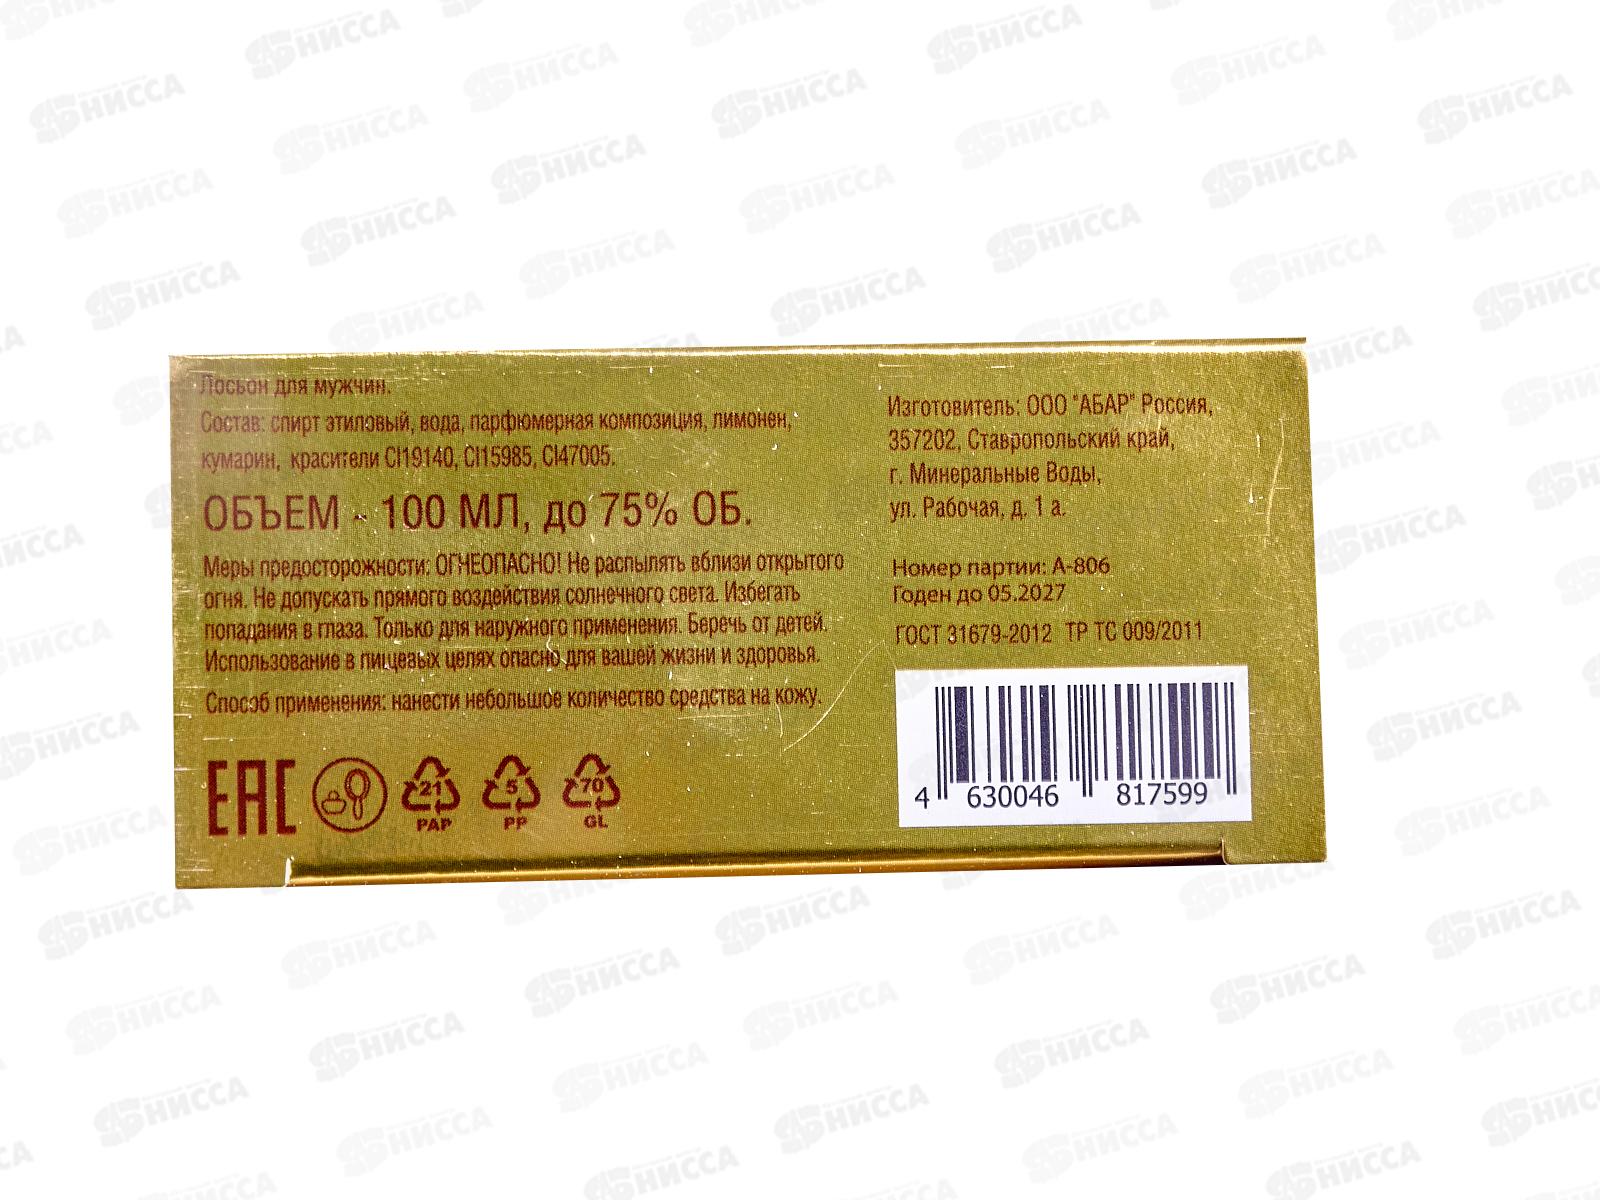 Лосьон для мужчин.
Состав: спирт этиловый, вода, парфюмерная композиция, лимонен,
кумарин, красители CI19140, CI15985, CI47005.
ОБЪЕМ - 100 МЛ, до 75% ОБ.
Меры предосторожности: ОГНЕОПАСНО! Не распылять вблизи открытого
огня. Не допускать прямого воздействия солнечного света. Избегать
попадания в глаза. Только для наружного применения. Беречь от детей.
Использование в пищевых целях опасно для вашей жизни и здоровья.
Способ применения: нанести небольшое количество средства на кожу.
EAC
21
PAP
5
PP
70
GL
Изготовитель: ООО "АБАР" Россия,
357202, Ставропольский край,
г. Минеральные Воды,
ул. Рабочая, д. 1 а.
Номер партии: А-806
Годен до 05.2027
ГОСТ 31679-2012 ТР ТС 009/2011
4 630046 817599
НИССА